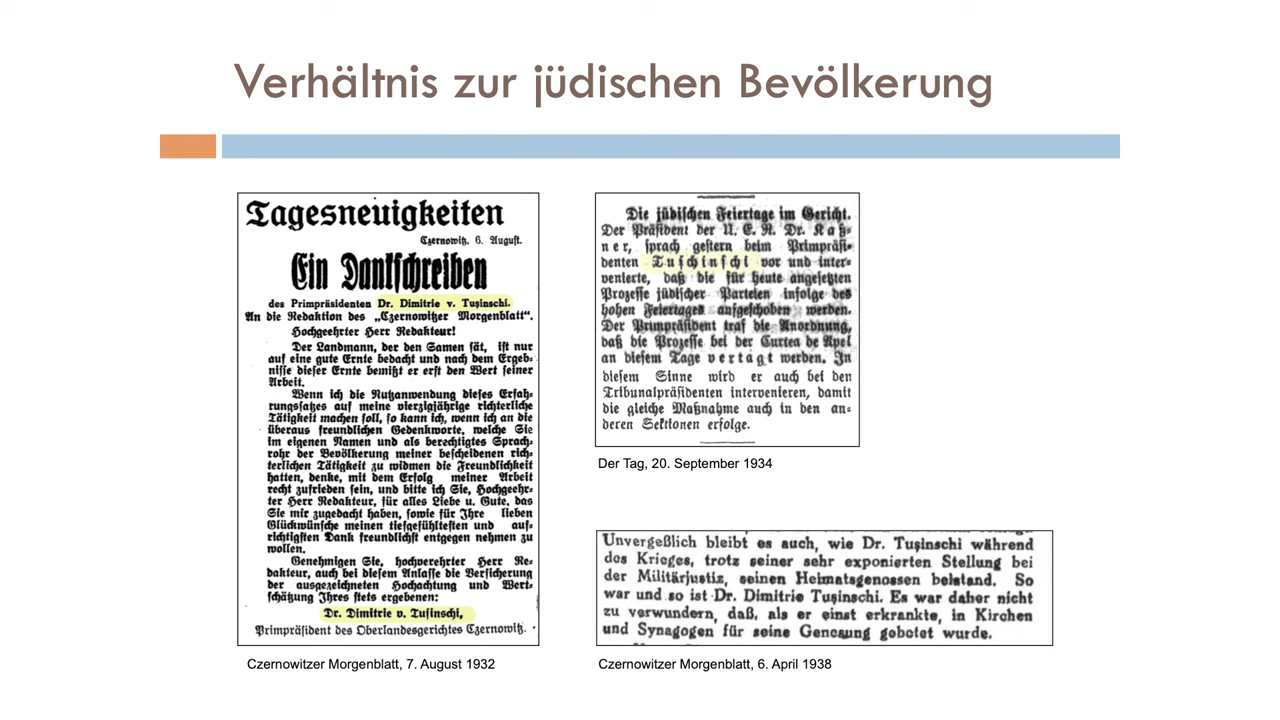 Verhältnis zur jüdischen Bevölkerung
Tagesneuigkeiten
Czernowitz, 6. August.
Ein Dankschreiben
des Primpräsidenten Dr. Dimitrie v. Tușinschi.
An die Redaktion des „Czernowitzer Morgenblatt“.
Hochgeehrter Herr Redakteur!
Der Landmann, der den Samen sät, ist nur
auf eine gute Ernte bedacht und nach dem Ergeb-
nisse dieser Ernte bemißt er erst den Wert seiner
Arbeit.
Wenn ich die Nutzanwendung dieses Erfah-
rungssatzes auf meine vierzigjährige richterliche
Tätigkeit machen soll, so kann ich, wenn ich an die
überaus freundlichen Gedenkworte, welche Sie
im eigenen Namen und als berechtigtes Sprach-
rohr der Bevölkerung meiner bescheidenen rich-
terlichen Tätigkeit zu widmen die Freundlichkeit
hatten, denke, mit dem Erfolg meiner Arbeit
recht zufrieden sein, und bitte ich Sie, Hochgeehr-
ter Herr Redakteur, für alles Liebe u. Gute, das
Sie mir zugedacht haben, sowie für Ihre lieben
Glückwünsche meinen tiefgefühltesten und auf-
richtigsten Dank freundlichst entgegen nehmen zu
wollen.
Genehmigen Sie, hochverehrter Herr Re-
dakteur, auch bei diesem Anlasse die Versicherung
der ausgezeichneten Hochachtung und Wert-
schätzung Ihres stets ergebenen:
Dr. Dimitrie v. Tusinschi,
Primpräsident des Oberlandesgerichtes Czernowitz.
Czernowitzer Morgenblatt, 7. August 1932
Die jüdischen Feiertage im Gericht.
Der Präsident der U. E. R. Dr. Kaß-
ner, sprach gestern beim Primpräsi-
denten Tuschinschi vor und inter-
venierte, daß die für heute angesetzten
Prozesse jüdischer Parteien infolge des
hohen Feiertages aufgeschoben werden.
Der Primpräsident traf die Anordnung,
daß die Prozesse bei der Curtea de Apel
an diesem Tage vertagt werden. In
diesem Sinne wird er auch bei den
Tribunalpräsidenten intervenieren, damit
die gleiche Maßnahme auch in den an-
deren Sektionen erfolge.
Der Tag, 20. September 1934
Unvergeßlich bleibt es auch, wie Dr. Tușinschi während
des Krieges, trotz seiner sehr exponierten Stellung bei
der Militärjustiz, seinen Heimatsgenossen beistand. So
war und so ist Dr. Dimitrie Tușinschi. Es war daher nicht
zu verwundern, daß, als er einst erkrankte, in Kirchen
und Synagogen für seine Genesung gebetet wurde.
Czernowitzer Morgenblatt, 6. April 1938